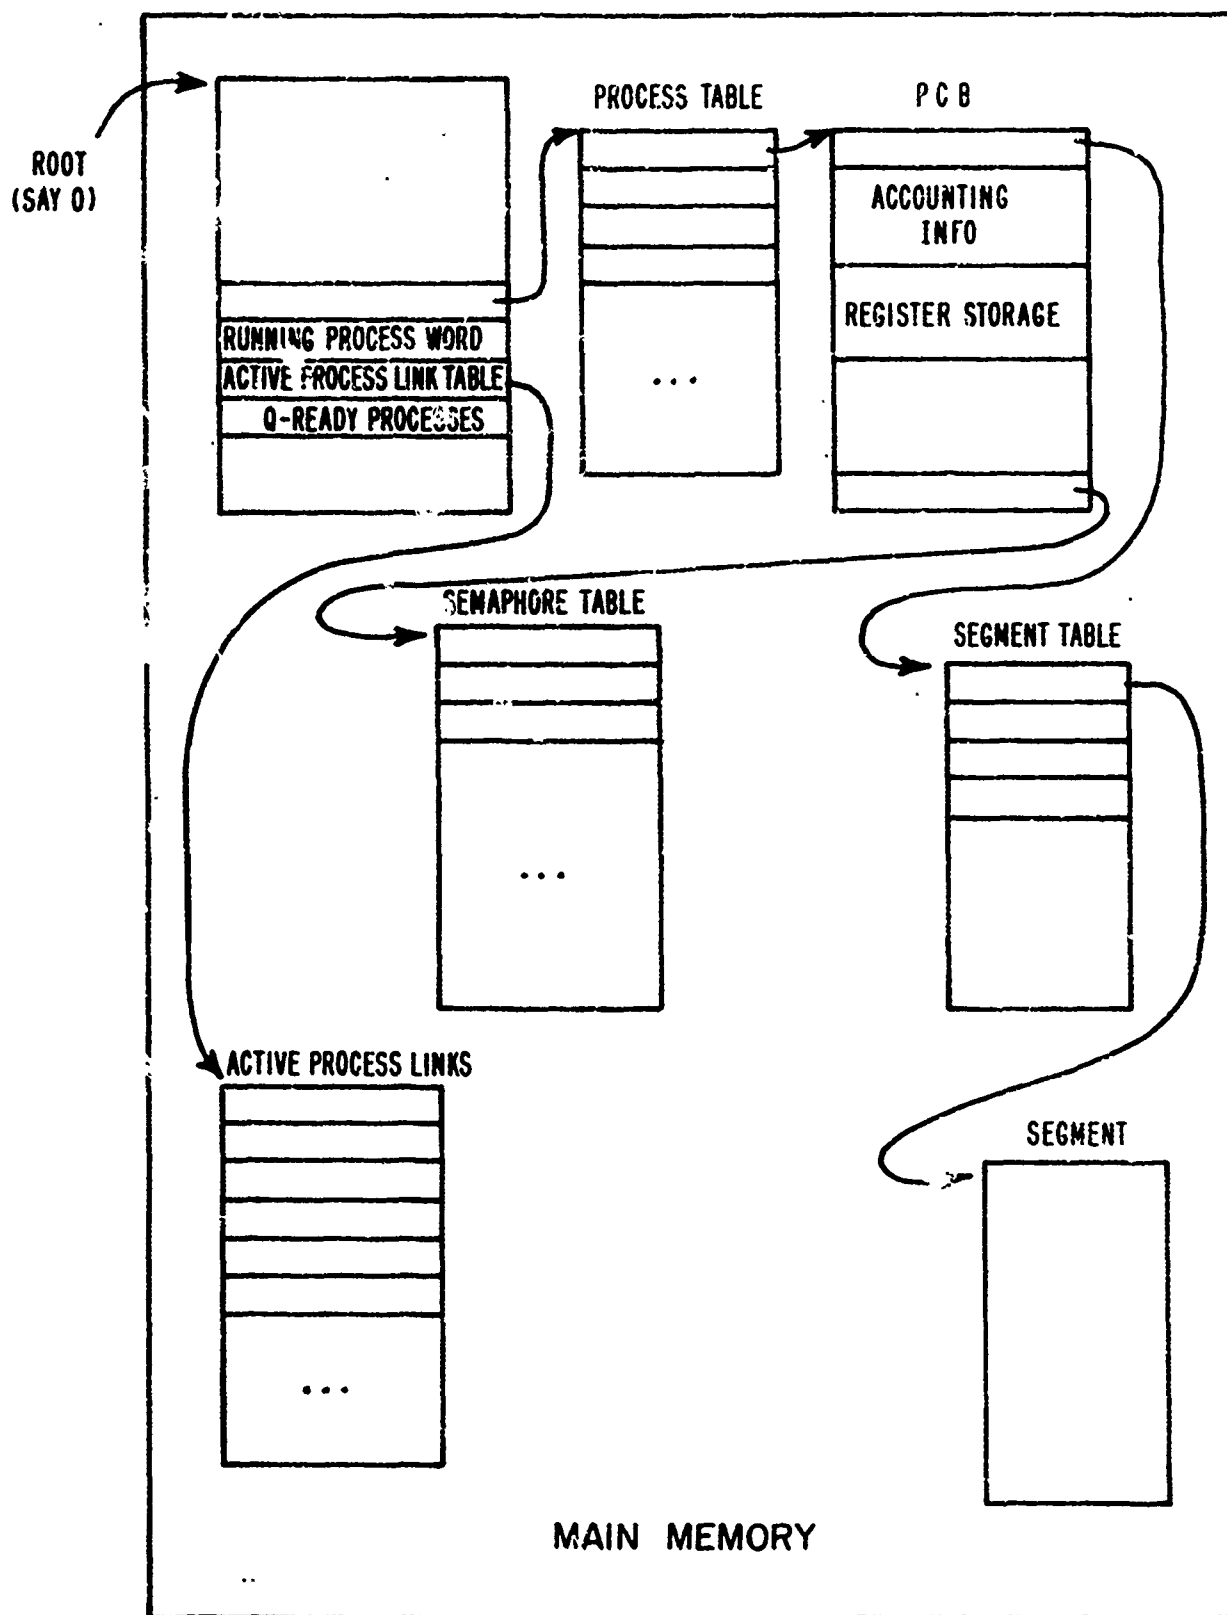 PROCESS TABLE
PCB
ROOT
(SAY 0)
ACCOUNTING
INFO
REGISTER STORAGE
RUNNING PROCESS WORD
ACTIVE PROCESS LINK TABLE
Q-READY PROCESSES
...
SEMAPHORE TABLE
SEGMENT TABLE
...
ACTIVE PROCESS LINKS
SEGMENT
...
MAIN MEMORY